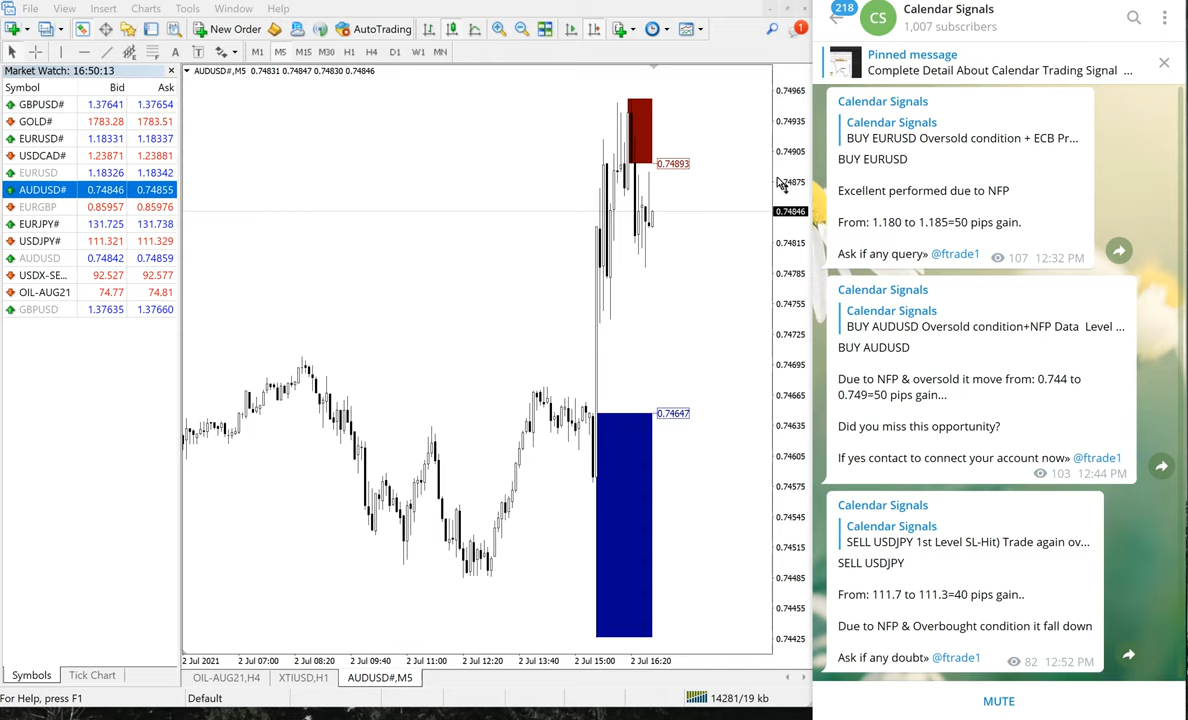 File View Insert Charts Tools Window Help
New Order AutoTrading 1
M1 M5 M15 M30 H1 H4 D1 W1 MN
Market Watch: 16:50:13
Symbol Bid Ask
GBPUSD# 1.37641 1.37654
GOLD# 1783.28 1783.51
EURUSD# 1.18331 1.18337
USDCAD# 1.23871 1.23881
EURUSD 1.18326 1.18342
AUDUSD# 0.74846 0.74855
EURGBP 0.85957 0.85976
EURJPY# 131.725 131.738
USDJPY# 111.321 111.329
AUDUSD 0.74842 0.74859
USDX-SE... 92.527 92.577
OIL-AUG21 74.77 74.81
GBPUSD 1.37635 1.37660
Symbols Tick Chart
For Help, press F1
AUDUSD#,M5 0.74831 0.74847 0.74830 0.74846
0.74893
0.74647
0.74965
0.74935
0.74905
0.74875
0.74846
0.74815
0.74785
0.74755
0.74725
0.74695
0.74665
0.74635
0.74605
0.74575
0.74545
0.74515
0.74485
0.74455
0.74425
2 Jul 2021 2 Jul 07:00 2 Jul 08:20 2 Jul 09:40 2 Jul 11:00 2 Jul 12:20 2 Jul 13:40 2 Jul 15:00 2 Jul 16:20
OIL-AUG21,H4 XTIUSD,H1 AUDUSD#,M5
Default 14281/19 kb
218
CS
Calendar Signals
1,007 subscribers
Pinned message
Complete Detail About Calendar Trading Signal ...
Calendar Signals
Calendar Signals
BUY EURUSD Oversold condition + ECB Pr...
BUY EURUSD
Excellent performed due to NFP
From: 1.180 to 1.185=50 pips gain.
Ask if any query» @ftrade1 107 12:32 PM
Calendar Signals
Calendar Signals
BUY AUDUSD Oversold condition+NFP Data Level ...
BUY AUDUSD
Due to NFP & oversold it move from: 0.744 to
0.749=50 pips gain...
Did you miss this opportunity?
If yes contact to connect your account now» @ftrade1
103 12:44 PM
Calendar Signals
Calendar Signals
SELL USDJPY 1st Level SL-Hit) Trade again ov...
SELL USDJPY
From: 111.7 to 111.3=40 pips gain..
Due to NFP & Overbought condition it fall down
Ask if any doubt» @ftrade1 82 12:52 PM
MUTE